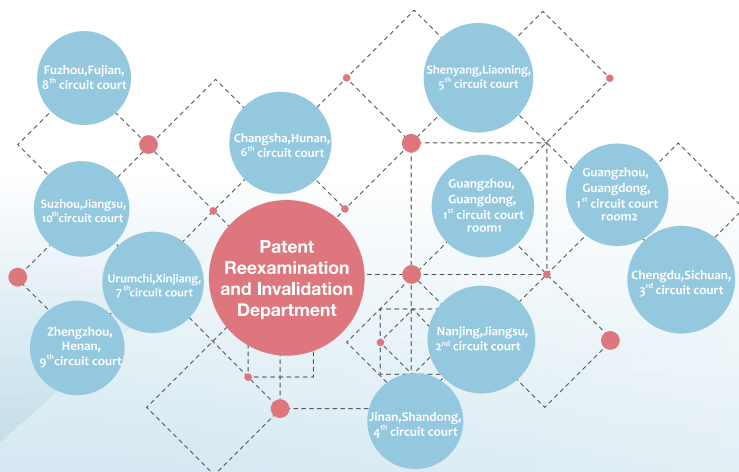 Fuzhou,Fujian,
8th circuit court
Shenyang,Liaoning
5th circuit court
Changsha,Hunan,
6th circuit court
Suzhou,Jiangsu,
10th circuit court
Guangzhou,
Guangdong,
1st circuit court
room1
Guangzhou,
Guangdong,
1st circuit court
room2
Urumchi,Xinjiang,
7th circuit court
Patent
Reexamination
and Invalidation
Department
Chengdu,Sichuan,
3rd circuit court
Zhengzhou,
Henan,
9th circuit court
Nanjing,Jiangsu,
2nd circuit court
Jinan,Shandong,
4th circuit court